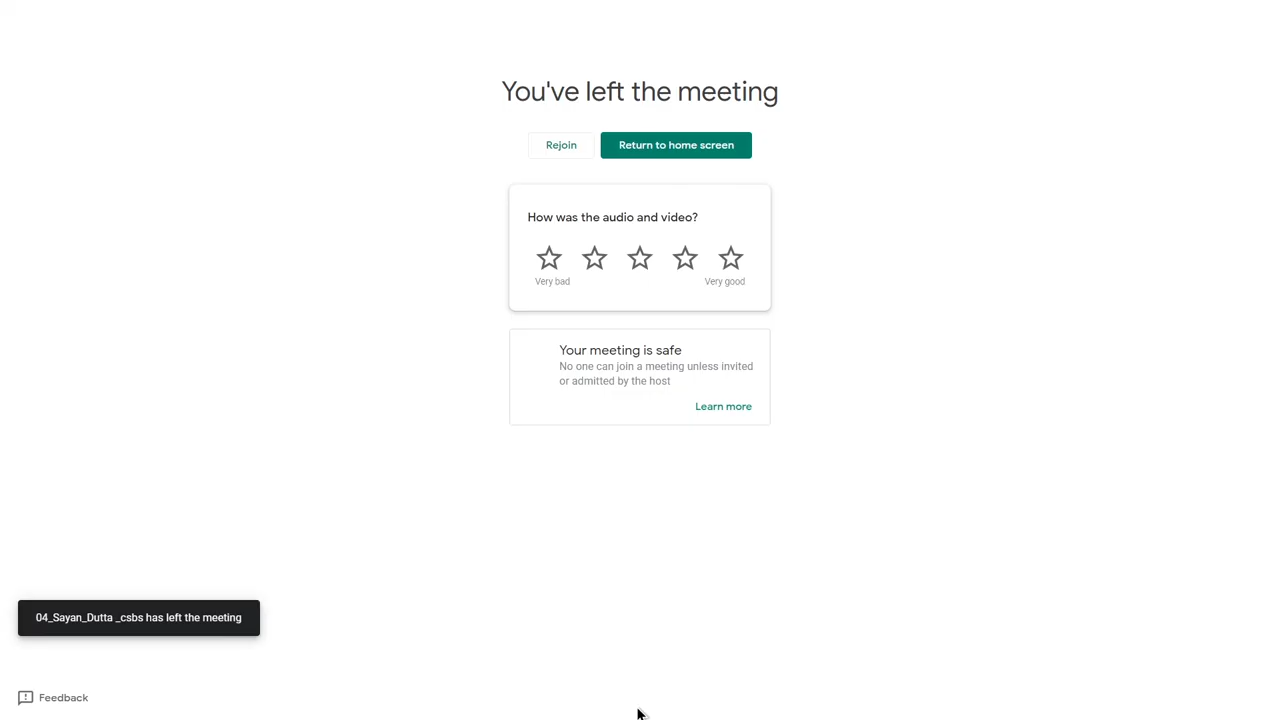 You've left the meeting
Rejoin
Return to home screen
How was the audio and video?
Very bad
Very good
Your meeting is safe
No one can join a meeting unless invited
or admitted by the host
Learn more
04_Sayan_Dutta _csbs has left the meeting
Feedback